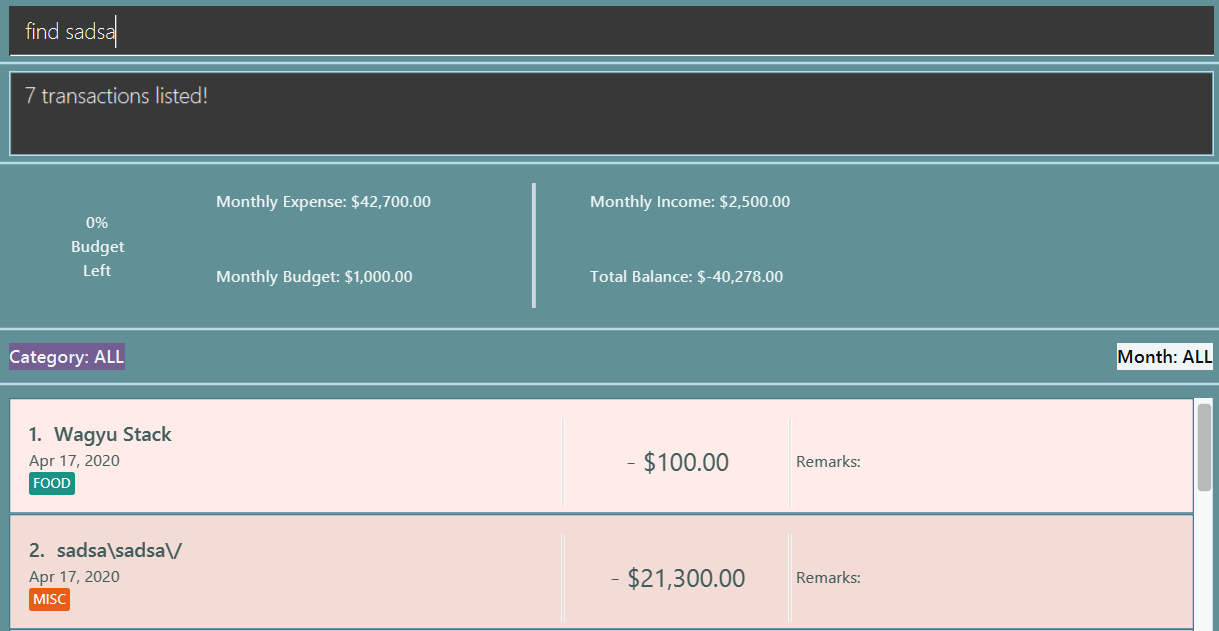 find sadsa
7 transactions listed!
0%
Budget
Left
Monthly Expense: $42,700.00
Monthly Budget: $1,000.00
Monthly Income: $2,500.00
Total Balance: $-40,278.00
Category: ALL
Month: ALL
1. Wagyu Stack
Apr 17, 2020
FOOD
- $100.00
Remarks:
2. sadsa\sadsa\/
Apr 17, 2020
MISC
- $21,300.00
Remarks: